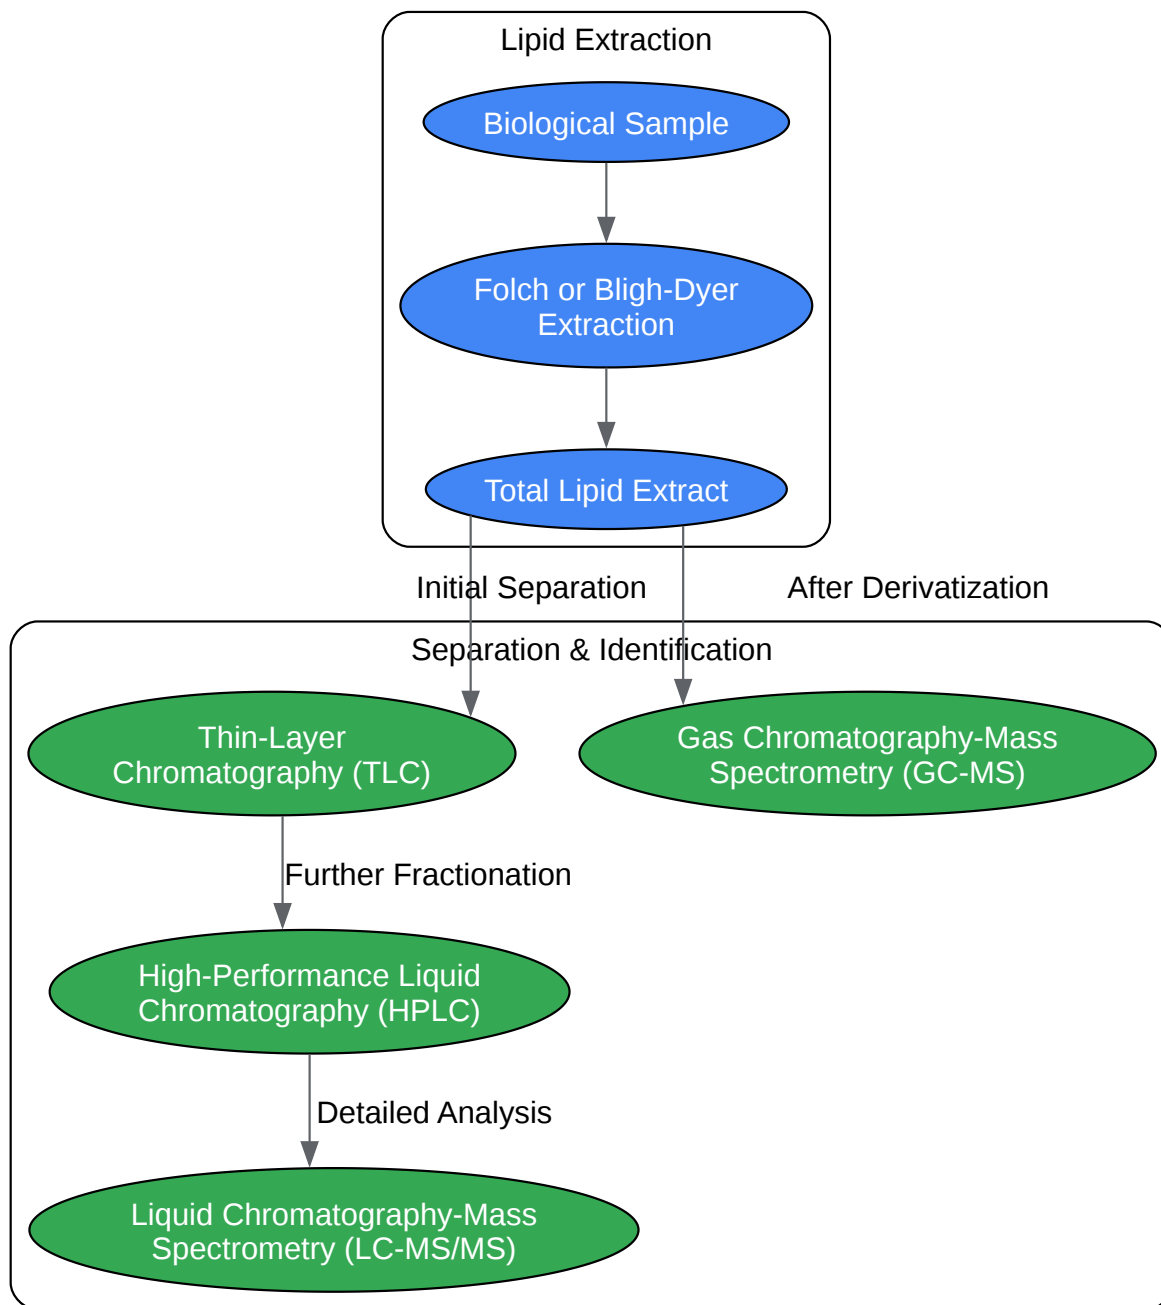 Lipid Extraction
Biological Sample
Folch or Bligh-Dyer
Extraction
Total Lipid Extract
Initial Separation
After Derivatization
Separation & Identification
Thin-Layer
Chromatography (TLC)
Gas Chromatography-Mass
Spectrometry (GC-MS)
Further Fractionation
High-Performance Liquid
Chromatography (HPLC)
Detailed Analysis
Liquid Chromatography-Mass
Spectrometry (LC-MS/MS)